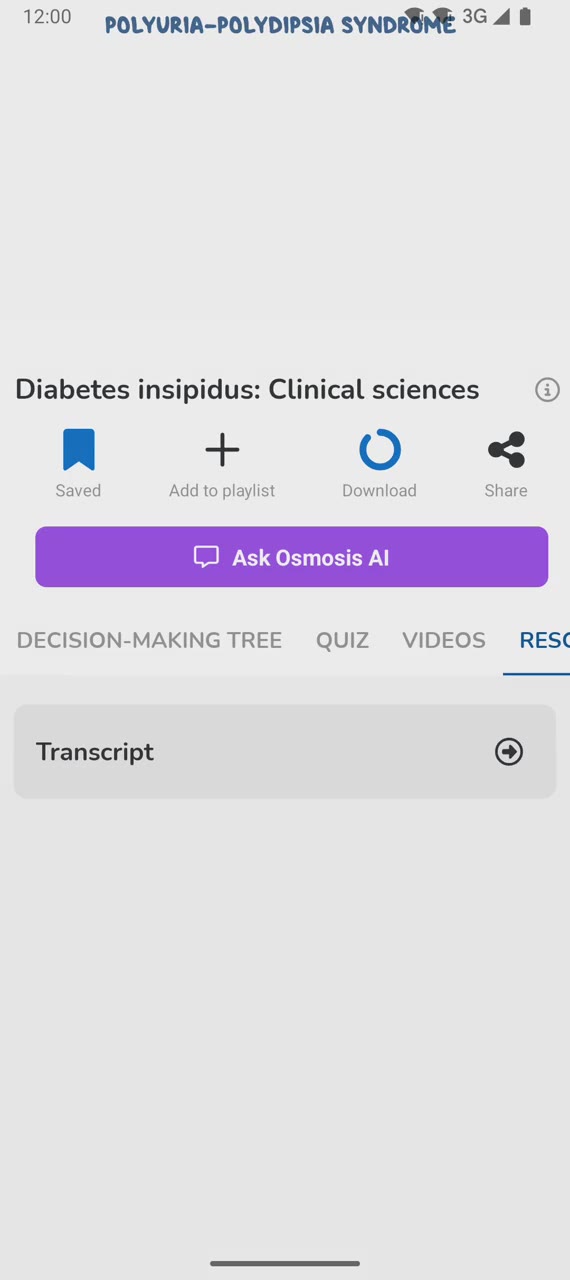 12:00
3G
POLYURIA-POLYDIPSIA SYNDROME
Diabetes insipidus: Clinical sciences
Saved
Add to playlist
Download
Share
Ask Osmosis AI
DECISION-MAKING TREE QUIZ VIDEOS
Transcript